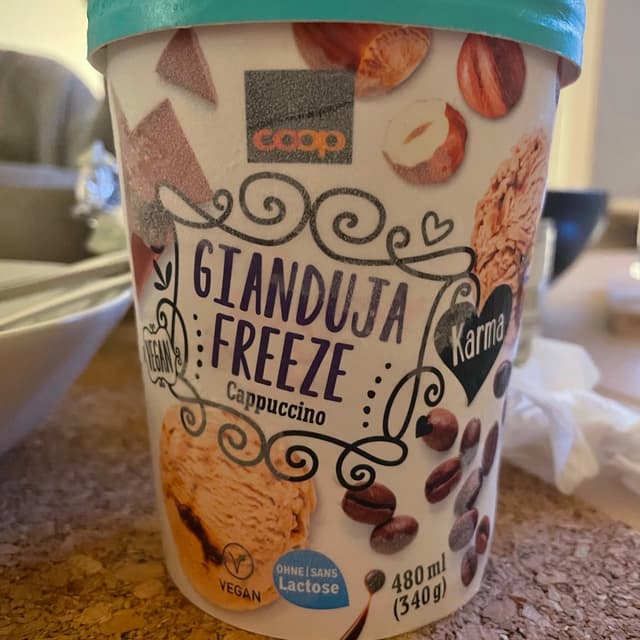 coop
GIANDUJA
FREEZE
Cappuccino
Karma
VEGAN
VEGAN
OHNE|SANS
Lactose
480 ml
(340 g)